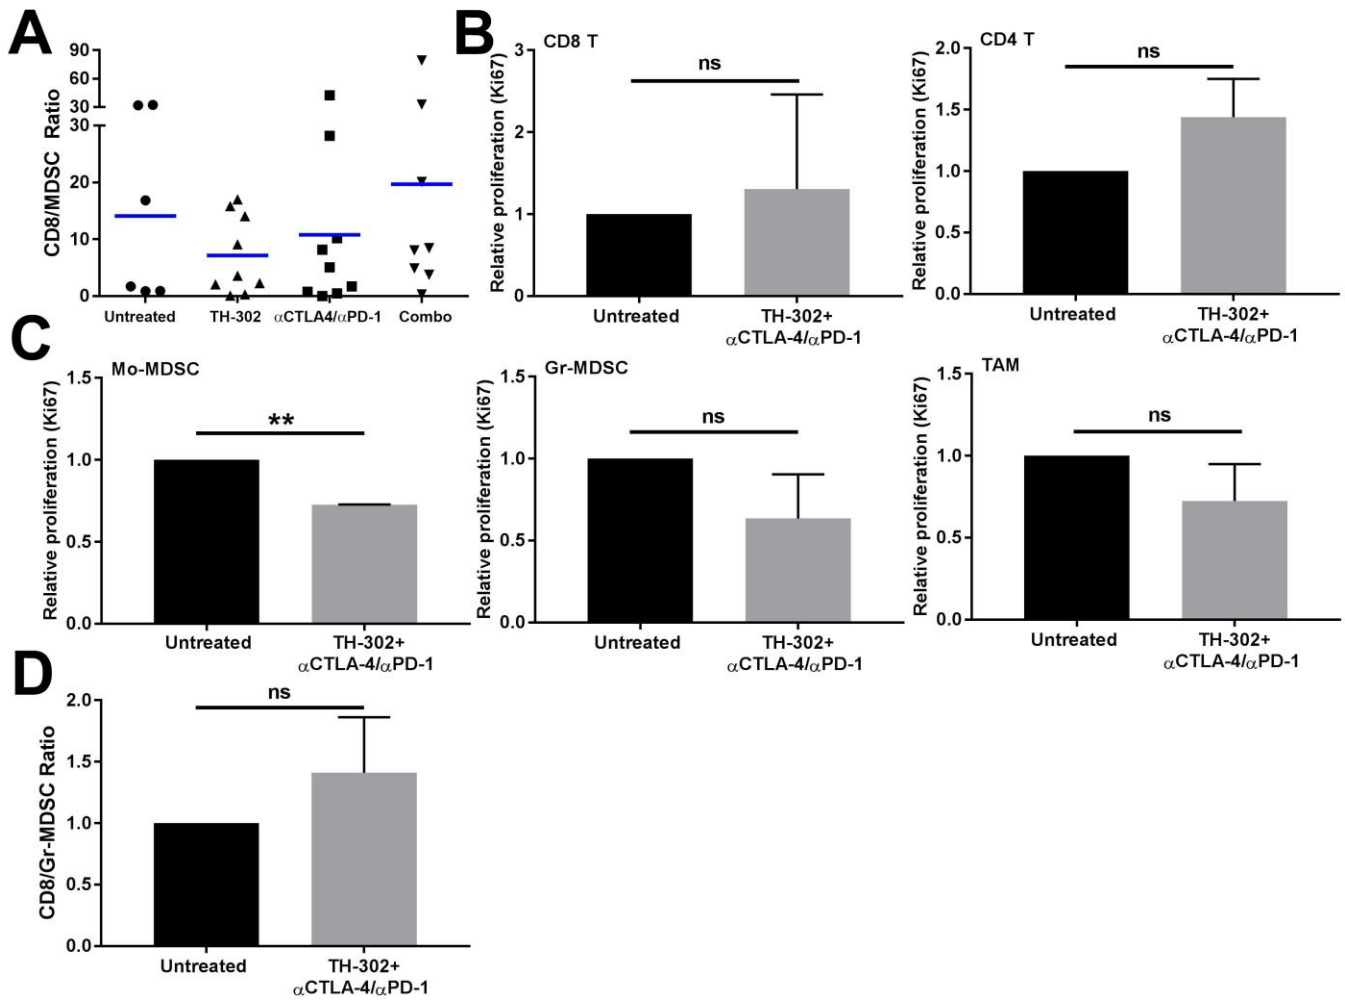 A
CD8/MDSC Ratio
90
60
30
30
20
10
0
Untreated
TH-302
αCTLA4/αPD-1
Combo
B
CD8 T
Relative proliferation (Ki67)
3
2
1
0
ns
Untreated
TH-302+
αCTLA-4/αPD-1
CD4 T
Relative proliferation (Ki67)
2.0
1.5
1.0
0.5
0.0
ns
Untreated
TH-302+
αCTLA-4/αPD-1
C
Mo-MDSC
Relative proliferation (Ki67)
1.5
1.0
0.5
0.0
**
Untreated
TH-302+
αCTLA-4/αPD-1
Gr-MDSC
Relative proliferation (Ki67)
1.5
1.0
0.5
0.0
ns
Untreated
TH-302+
αCTLA-4/αPD-1
TAM
Relative proliferation (Ki67)
1.5
1.0
0.5
0.0
ns
Untreated
TH-302+
αCTLA-4/αPD-1
D
CD8/Gr-MDSC Ratio
2.0
1.5
1.0
0.5
0.0
ns
Untreated
TH-302+
αCTLA-4/αPD-1